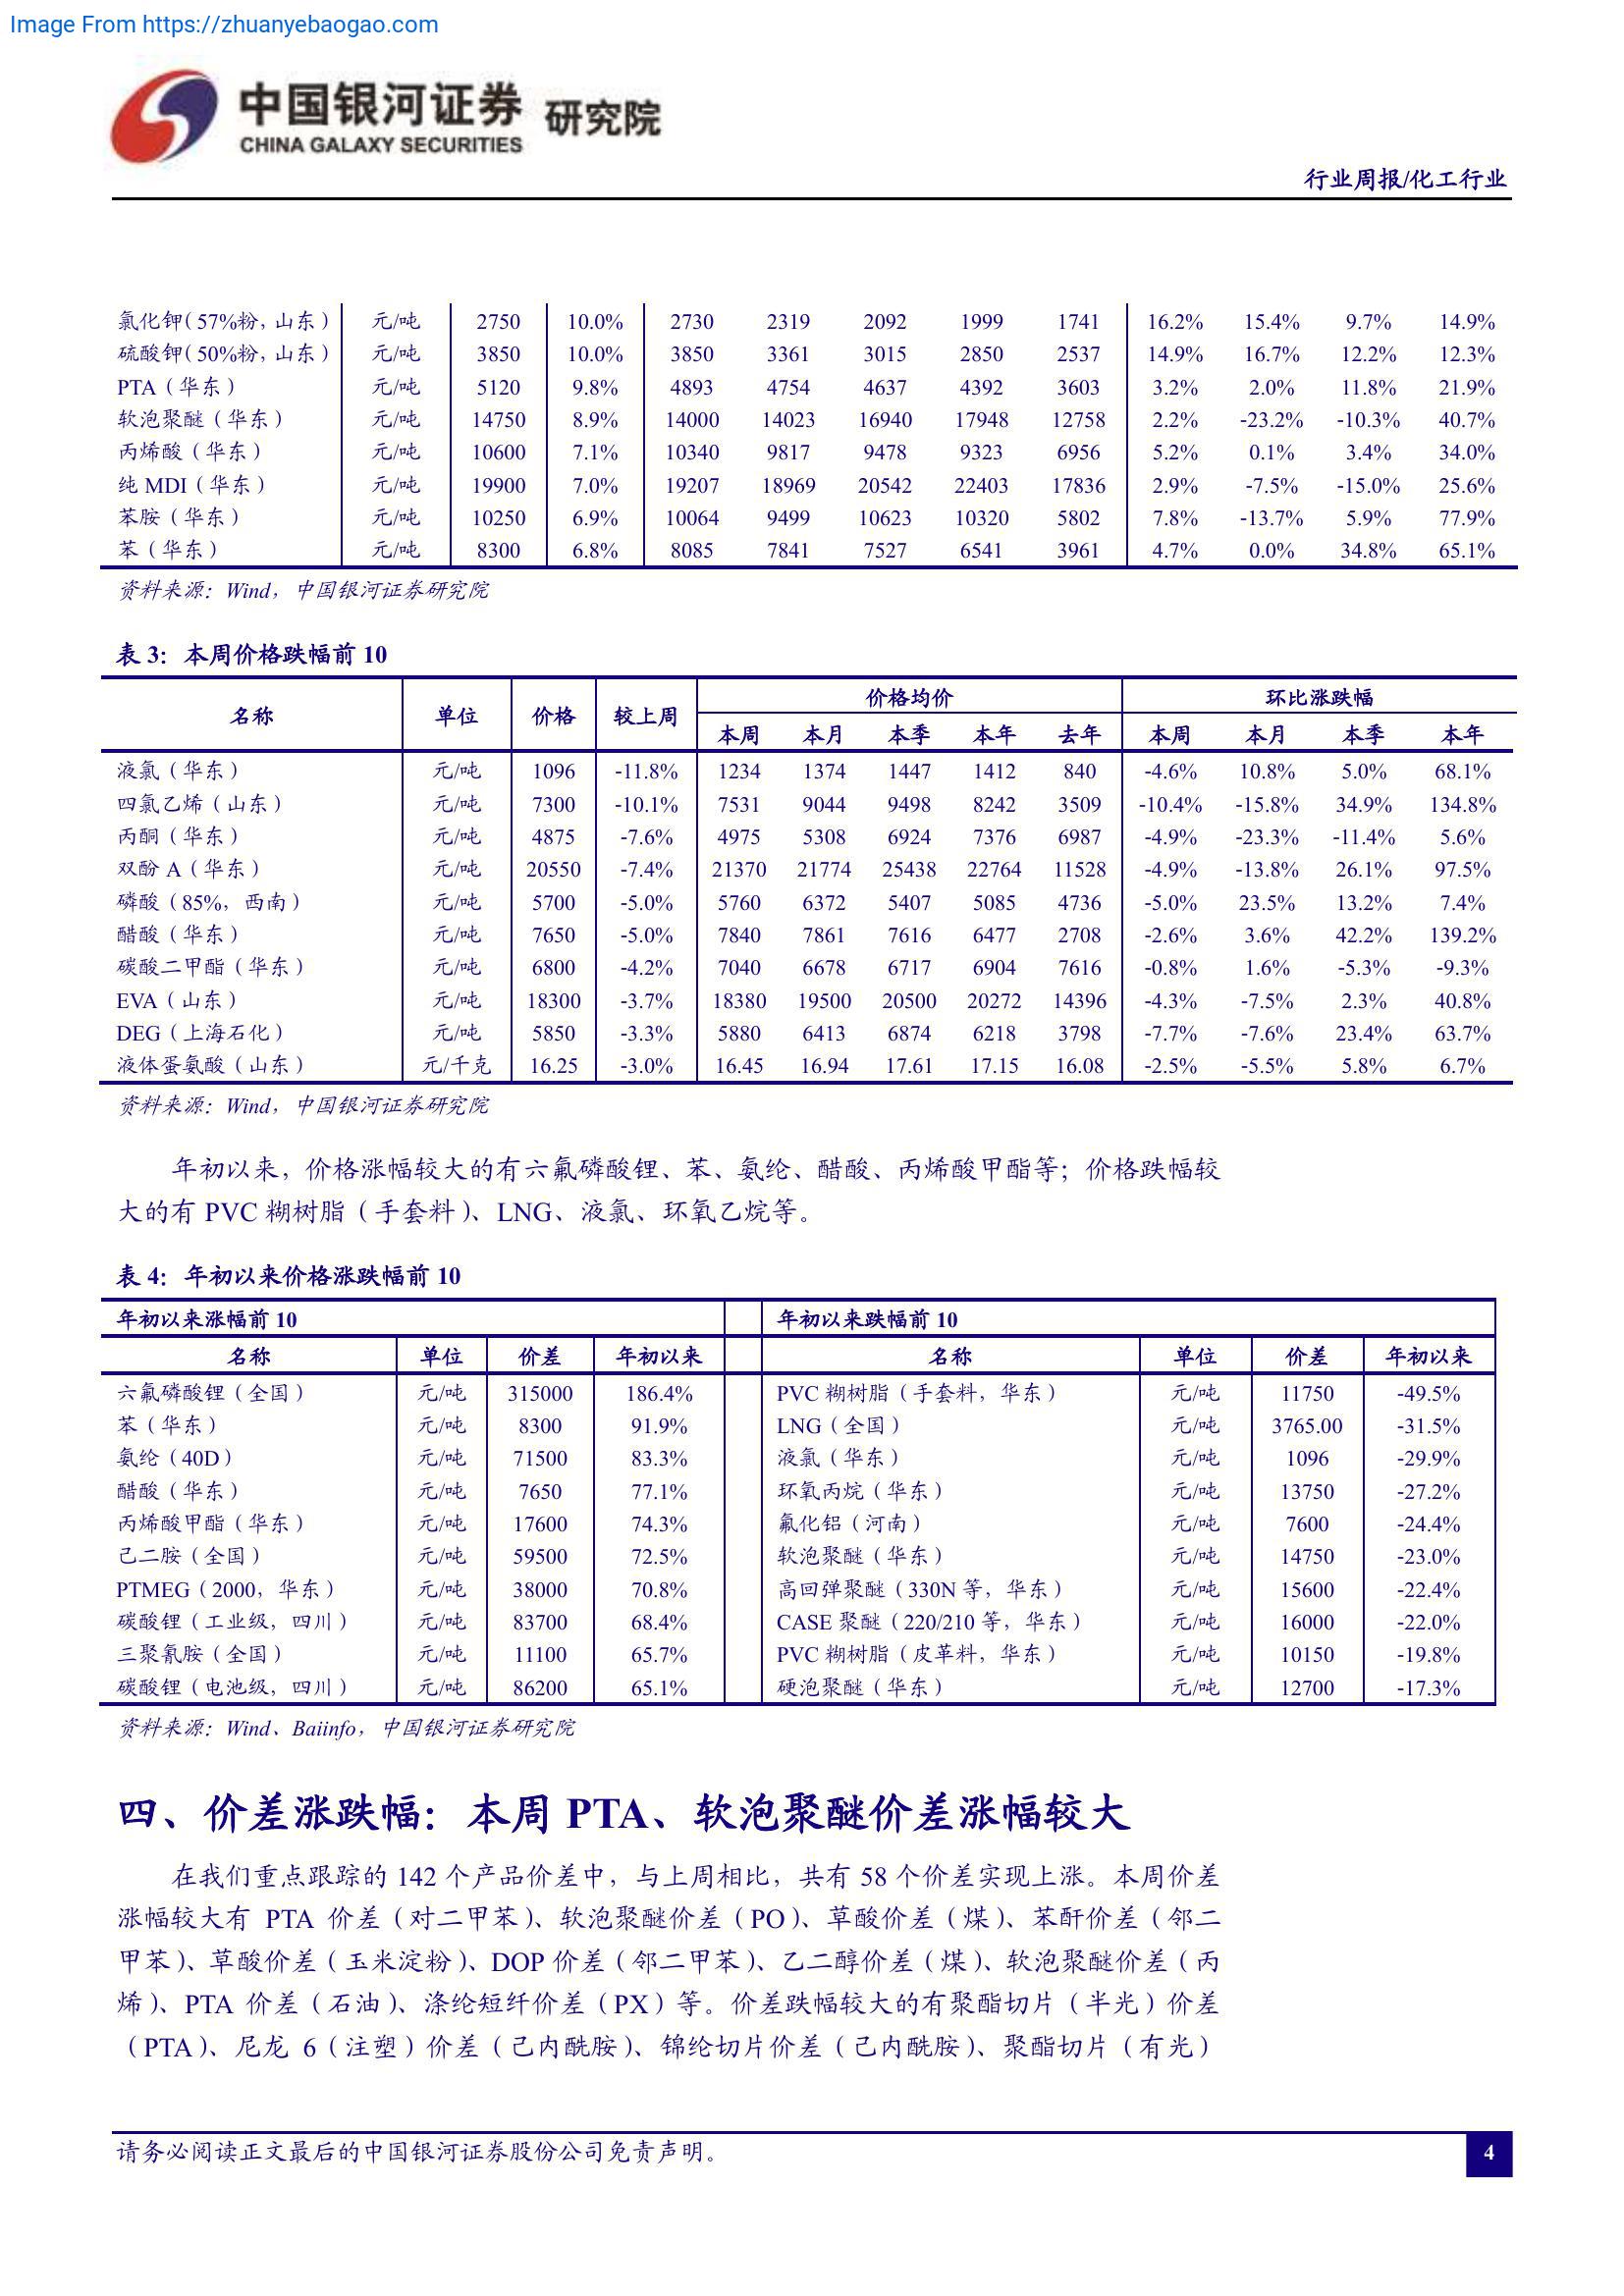 Image From https://zhuanyebaogao.com
中国银河证券 研究院
CHINA GALAXY SECURITIES
行业周报/化工行业
氯化钾(57%粉，山东） 元/吨 2750 10.0% 2730 2319 2092 1999 1741 16.2% 15.4% 9.7% 14.9%
硫酸钾(50%粉，山东） 元/吨 3850 10.0% 3850 3361 3015 2850 2537 14.9% 16.7% 12.2% 12.3%
PTA（华东） 元/吨 5120 9.8% 4893 4754 4637 4392 3603 3.2% 2.0% 11.8% 21.9%
软泡聚醚（华东） 元/吨 14750 8.9% 14000 14023 16940 17948 12758 2.2% -23.2% -10.3% 40.7%
丙烯酸（华东） 元/吨 10600 7.1% 10340 9817 9478 9323 6956 5.2% 0.1% 3.4% 34.0%
纯 MDI（华东） 元/吨 19900 7.0% 19207 18969 20542 22403 17836 2.9% -7.5% -15.0% 25.6%
苯胺（华东） 元/吨 10250 6.9% 10064 9499 10623 10320 5802 7.8% -13.7% 5.9% 77.9%
苯（华东） 元/吨 8300 6.8% 8085 7841 7527 6541 3961 4.7% 0.0% 34.8% 65.1%
资料来源：Wind，中国银河证券研究院
表 3：本周价格跌幅前 10
名称 单位 价格 较上周 价格均价 环比涨跌幅
本周 本月 本季 本年 去年 本周 本月 本季 本年
液氯（华东） 元/吨 1096 -11.8% 1234 1374 1447 1412 840 -4.6% 10.8% 5.0% 68.1%
四氯乙烯（山东） 元/吨 7300 -10.1% 7531 9044 9498 8242 3509 -10.4% -15.8% 34.9% 134.8%
丙酮（华东） 元/吨 4875 -7.6% 4975 5308 6924 7376 6987 -4.9% -23.3% -11.4% 5.6%
双酚 A（华东） 元/吨 20550 -7.4% 21370 21774 25438 22764 11528 -4.9% -13.8% 26.1% 97.5%
磷酸（85%，西南） 元/吨 5700 -5.0% 5760 6372 5407 5085 4736 -5.0% 23.5% 13.2% 7.4%
醋酸（华东） 元/吨 7650 -5.0% 7840 7861 7616 6477 2708 -2.6% 3.6% 42.2% 139.2%
碳酸二甲酯（华东） 元/吨 6800 -4.2% 7040 6678 6717 6904 7616 -0.8% 1.6% -5.3% -9.3%
EVA（山东） 元/吨 18300 -3.7% 18380 19500 20500 20272 14396 -4.3% -7.5% 2.3% 40.8%
DEG（上海石化） 元/吨 5850 -3.3% 5880 6413 6874 6218 3798 -7.7% -7.6% 23.4% 63.7%
液体蛋氨酸（山东） 元/千克 16.25 -3.0% 16.45 16.94 17.61 17.15 16.08 -2.5% -5.5% 5.8% 6.7%
资料来源：Wind，中国银河证券研究院
年初以来，价格涨幅较大的有六氟磷酸锂、苯、氨纶、醋酸、丙烯酸甲酯等；价格跌幅较
大的有 PVC 糊树脂（手套料）、LNG、液氯、环氧乙烷等。
表 4：年初以来价格涨跌幅前 10
年初以来涨幅前 10 年初以来跌幅前 10
名称 单位 价差 年初以来 名称 单位 价差 年初以来
六氟磷酸锂（全国） 元/吨 315000 186.4% PVC 糊树脂（手套料，华东） 元/吨 11750 -49.5%
苯（华东） 元/吨 8300 91.9% LNG（全国） 元/吨 3765.00 -31.5%
氨纶（40D） 元/吨 71500 83.3% 液氯（华东） 元/吨 1096 -29.9%
醋酸（华东） 元/吨 7650 77.1% 环氧丙烷（华东） 元/吨 13750 -27.2%
丙烯酸甲酯（华东） 元/吨 17600 74.3% 氟化铝（河南） 元/吨 7600 -24.4%
己二胺（全国） 元/吨 59500 72.5% 软泡聚醚（华东） 元/吨 14750 -23.0%
PTMEG（2000，华东） 元/吨 38000 70.8% 高回弹聚醚（330N 等，华东） 元/吨 15600 -22.4%
碳酸锂（工业级，四川） 元/吨 83700 68.4% CASE 聚醚（220/210 等，华东） 元/吨 16000 -22.0%
三聚氰胺（全国） 元/吨 11100 65.7% PVC 糊树脂（皮革料，华东） 元/吨 10150 -19.8%
碳酸锂（电池级，四川） 元/吨 86200 65.1% 硬泡聚醚（华东） 元/吨 12700 -17.3%
资料来源：Wind、Baiinfo，中国银河证券研究院
四、价差涨跌幅：本周 PTA、软泡聚醚价差涨幅较大
在我们重点跟踪的 142 个产品价差中，与上周相比，共有 58 个价差实现上涨。本周价差
涨幅较大有 PTA 价差（对二甲苯）、软泡聚醚价差（PO）、草酸价差（煤）、苯酐价差（邻二
甲苯）、草酸价差（玉米淀粉）、DOP 价差（邻二甲苯）、乙二醇价差（煤）、软泡聚醚价差（丙
烯）、PTA 价差（石油）、涤纶短纤价差（PX）等。价差跌幅较大的有聚酯切片（半光）价差
（PTA）、尼龙 6（注塑）价差（己内酰胺）、锦纶切片价差（己内酰胺）、聚酯切片（有光）
请务必阅读正文最后的中国银河证券股份公司免责声明。
4